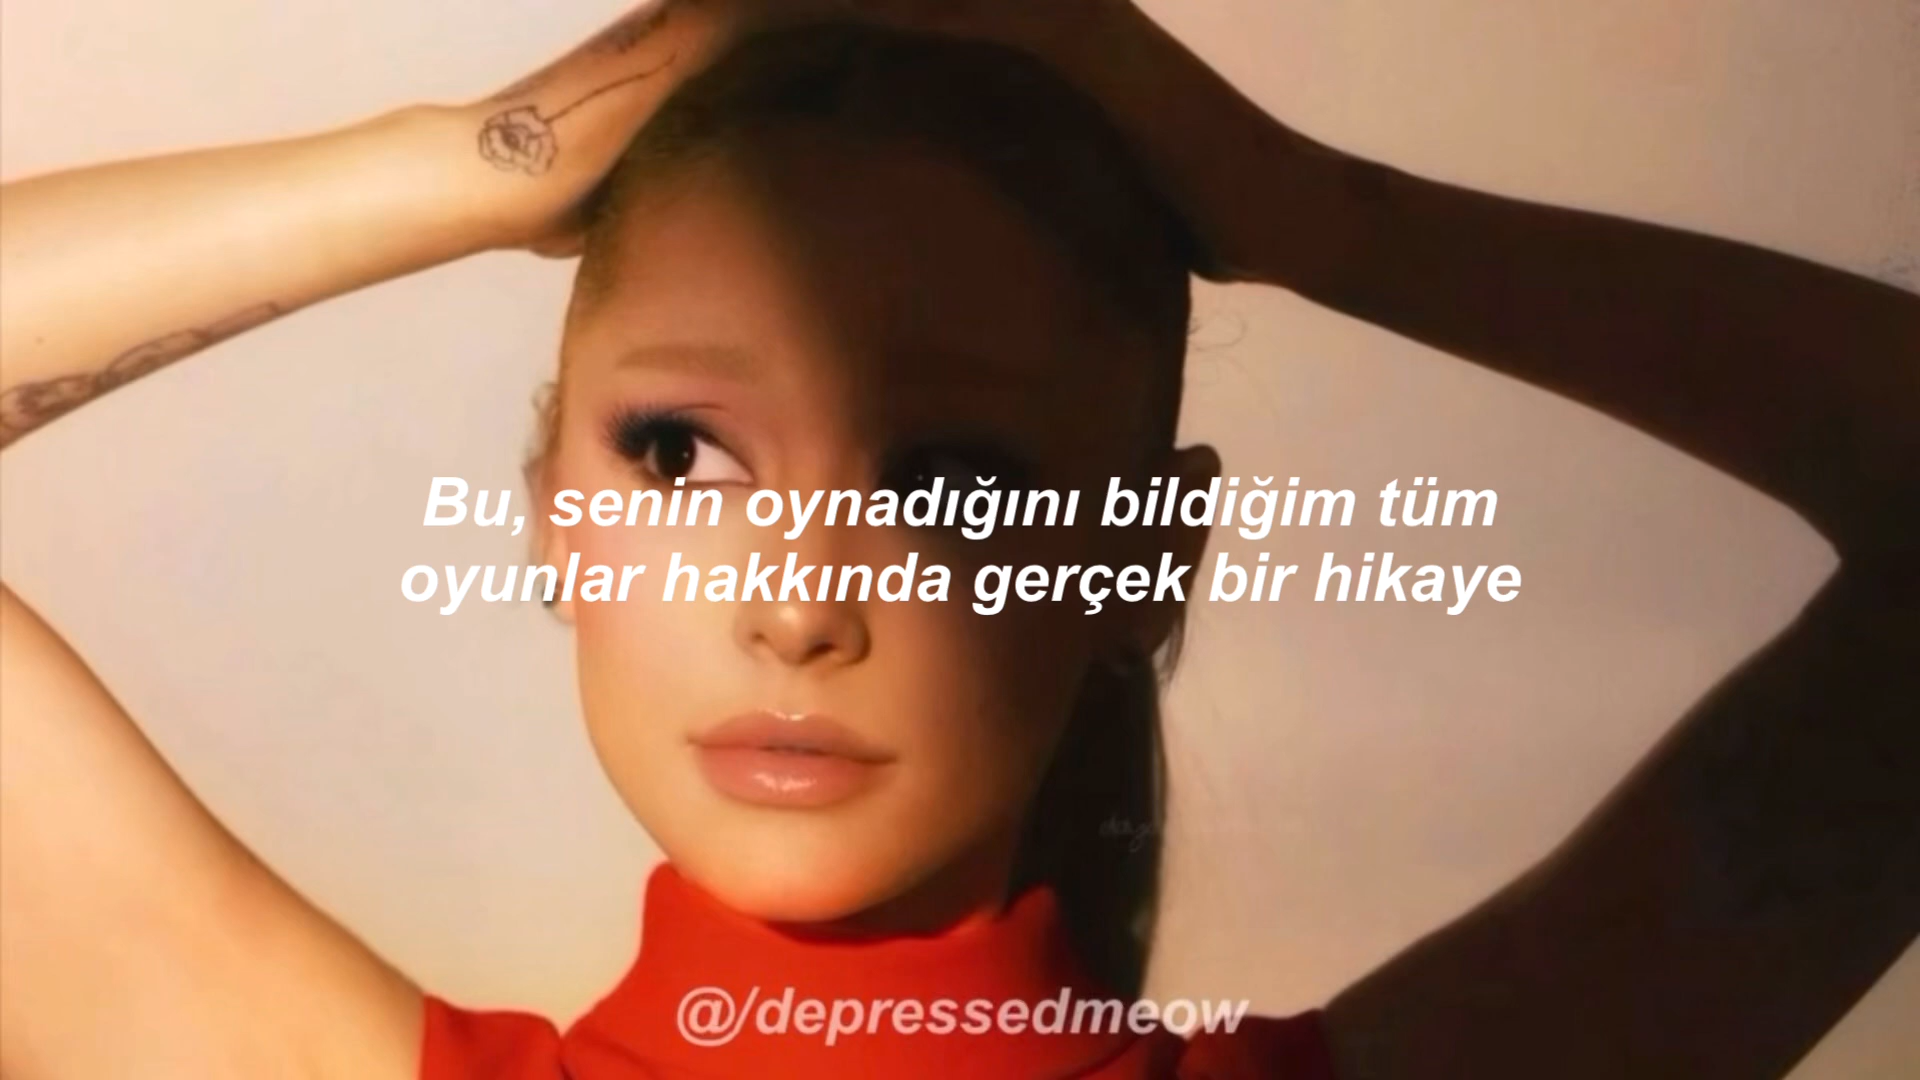 Bu, senin oynadığını bildiğim tüm
oyunlar hakkında gerçek bir hikaye
@/depressedmeow